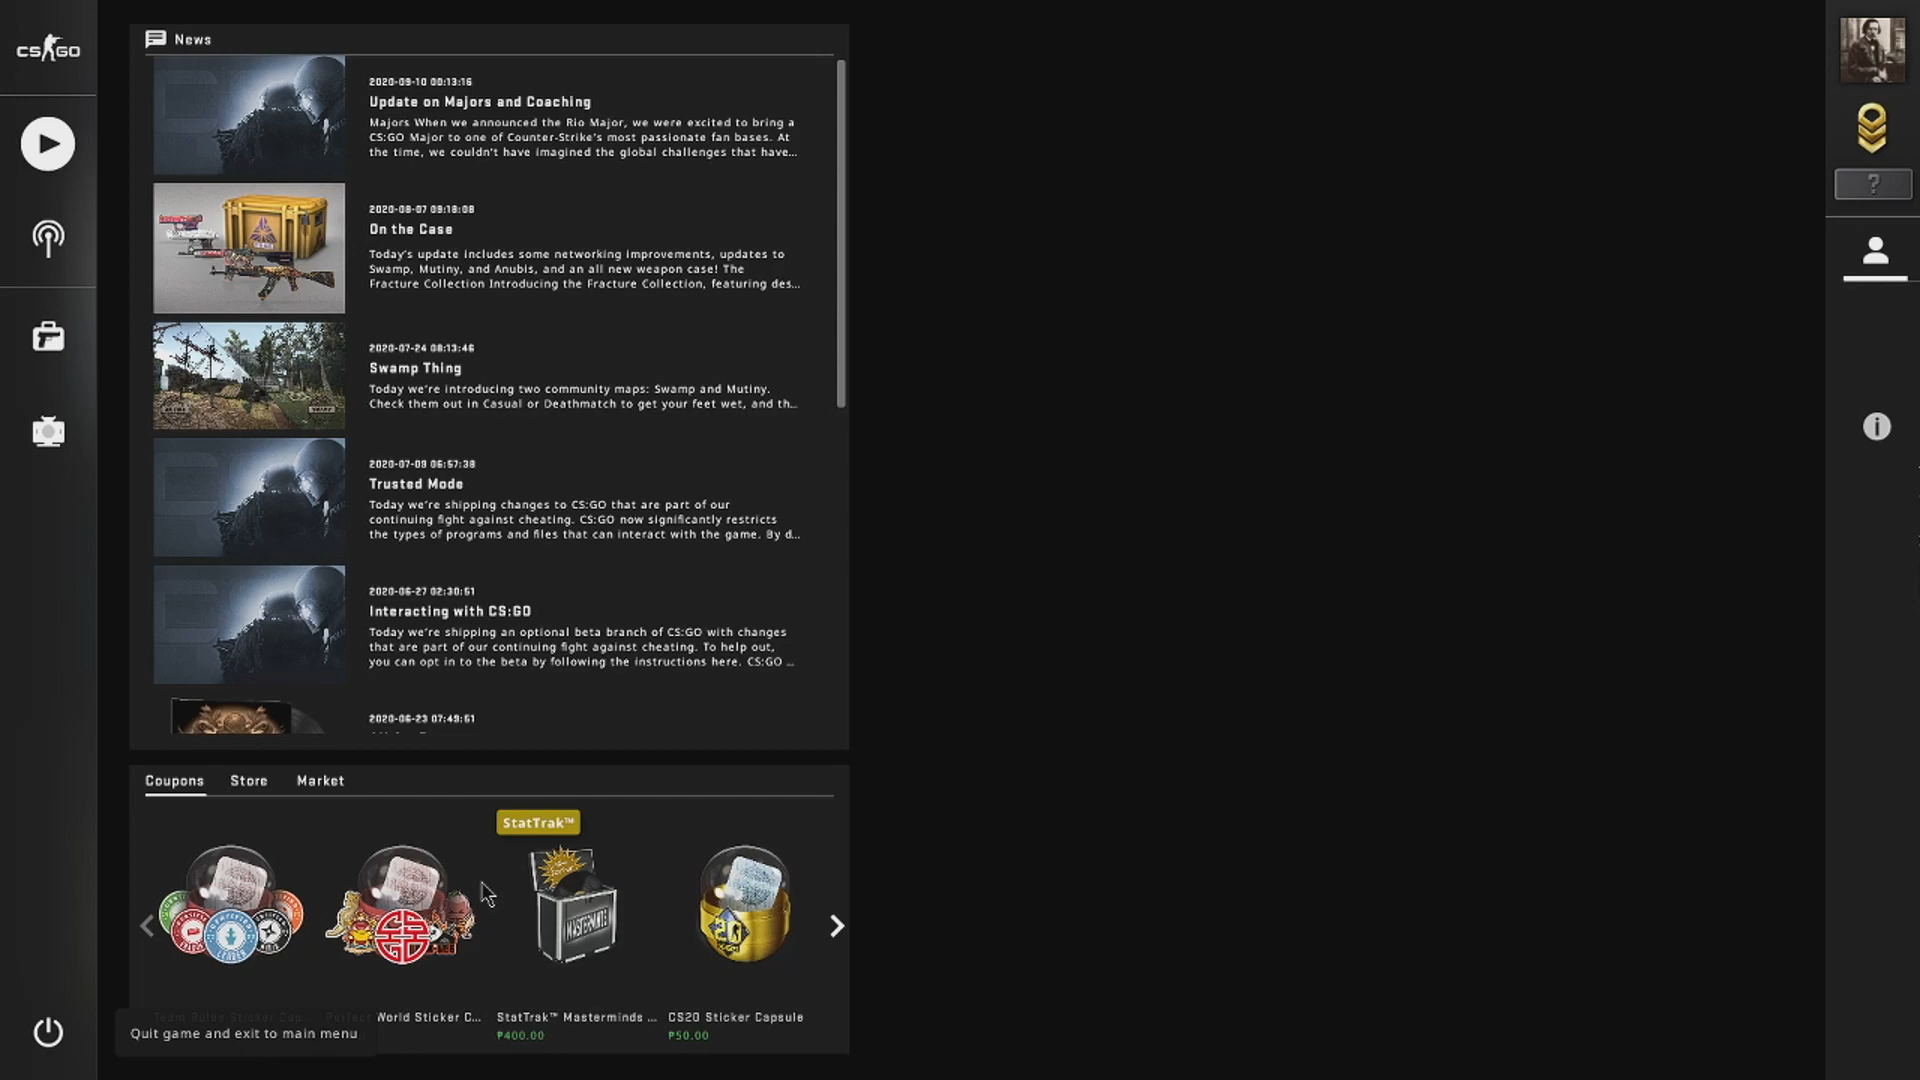 CS GO
News
2020-09-10 00:13:16
Update on Majors and Coaching
Majors When we announced the Rio Major, we were excited to bring a
CS:GO Major to one of Counter-Strike's most passionate fan bases. At
the time, we couldn't have imagined the global challenges that have...
2020-08-07 09:18:08
On the Case
Today's update includes some networking improvements, updates to
Swamp, Mutiny, and Anubis, and an all new weapon case! The
Fracture Collection Introducing the Fracture Collection, featuring des...
2020-07-24 08:13:46
Swamp Thing
Today we're introducing two community maps: Swamp and Mutiny.
Check them out in Casual or Deathmatch to get your feet wet, and th...
2020-07-09 06:57:38
Trusted Mode
Today we're shipping changes to CS:GO that are part of our
continuing fight against cheating. CS:GO now significantly restricts
the types of programs and files that can interact with the game. By d...
2020-06-27 02:30:51
Interacting with CS:GO
Today we're shipping an optional beta branch of CS:GO with changes
that are part of our continuing fight against cheating. To help out,
you can opt in to the beta by following the instructions here. CS:GO ...
2020-06-23 07:49:51
Coupons Store Market
StatTrak™
MASTERMINDS
LEADER
CS
GO
20
Team Roles Sticker Cap
Perfect World Sticker C...
StatTrak™ Masterminds ...
CS20 Sticker Capsule
₱400.00
₱50.00
Quit game and exit to main menu
?